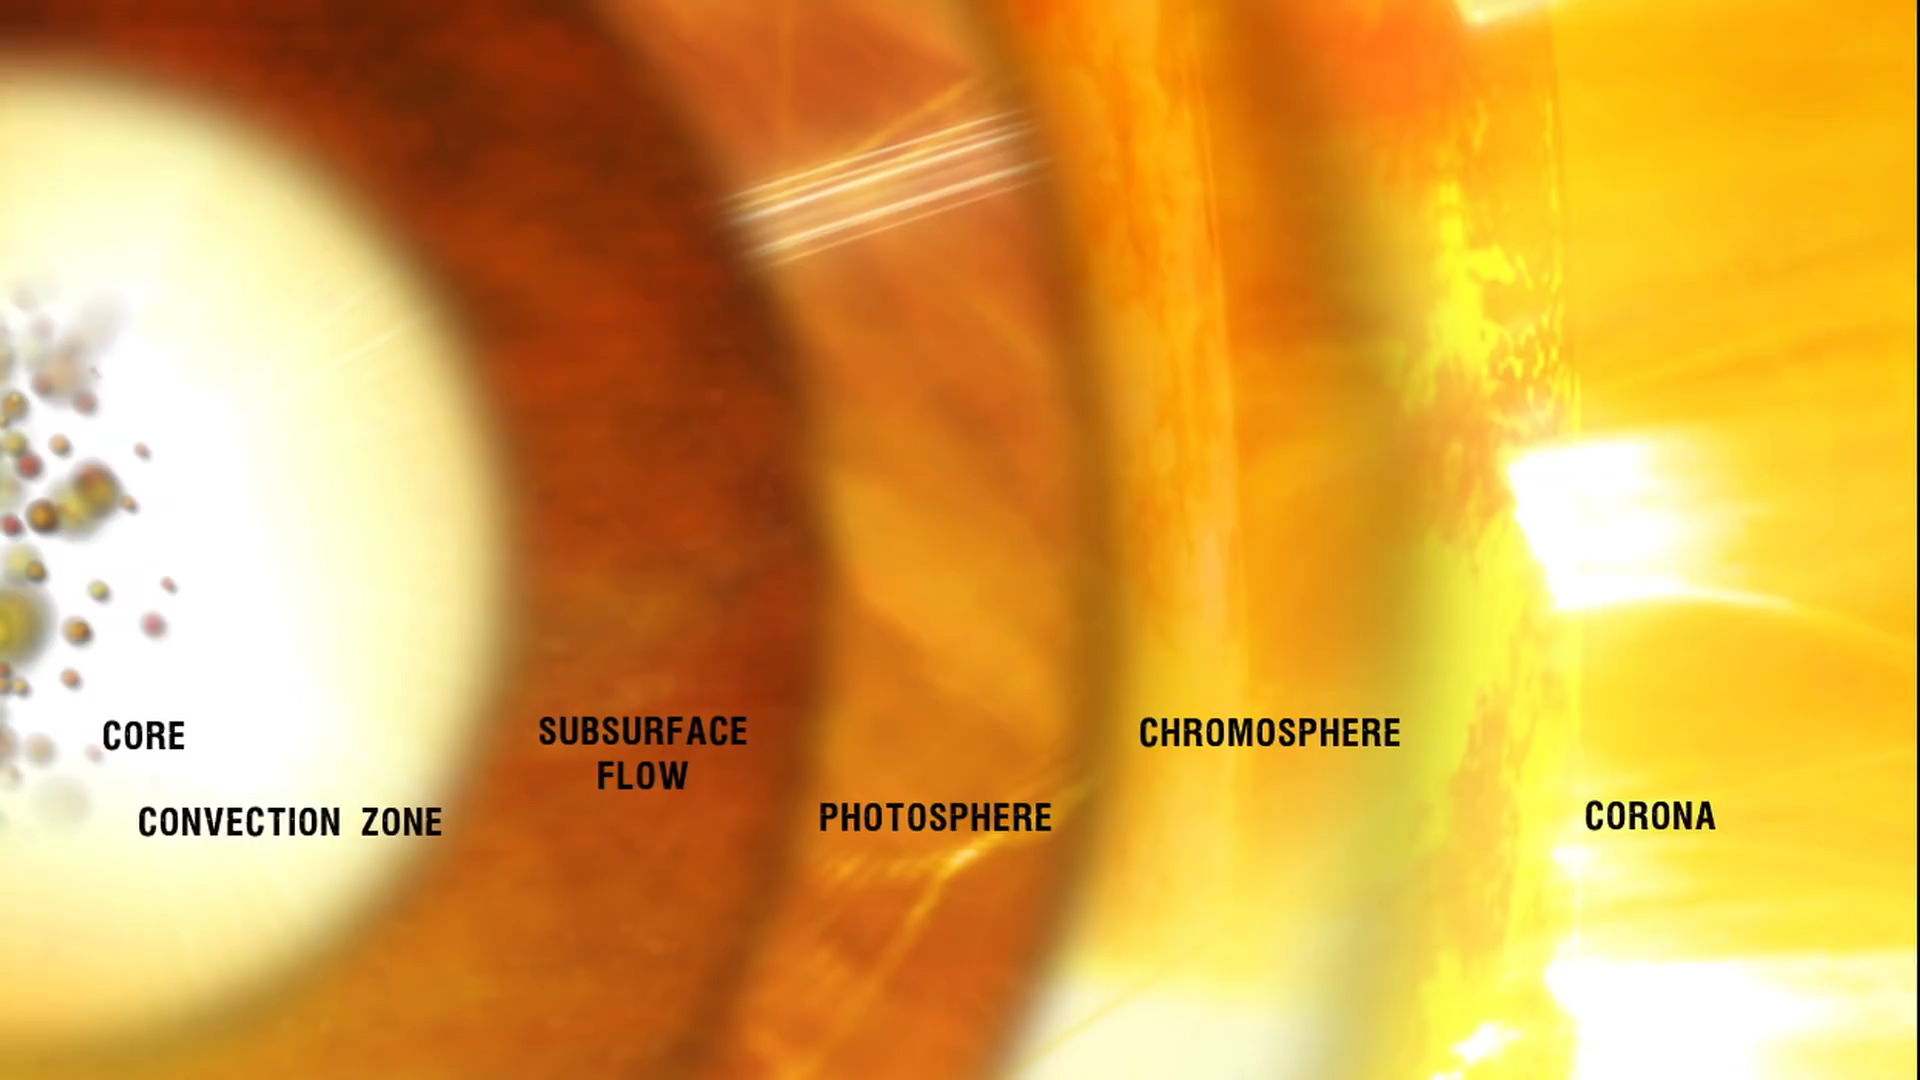 CORE
CONVECTION ZONE
SUBSURFACE
FLOW
PHOTOSPHERE
CHROMOSPHERE
CORONA